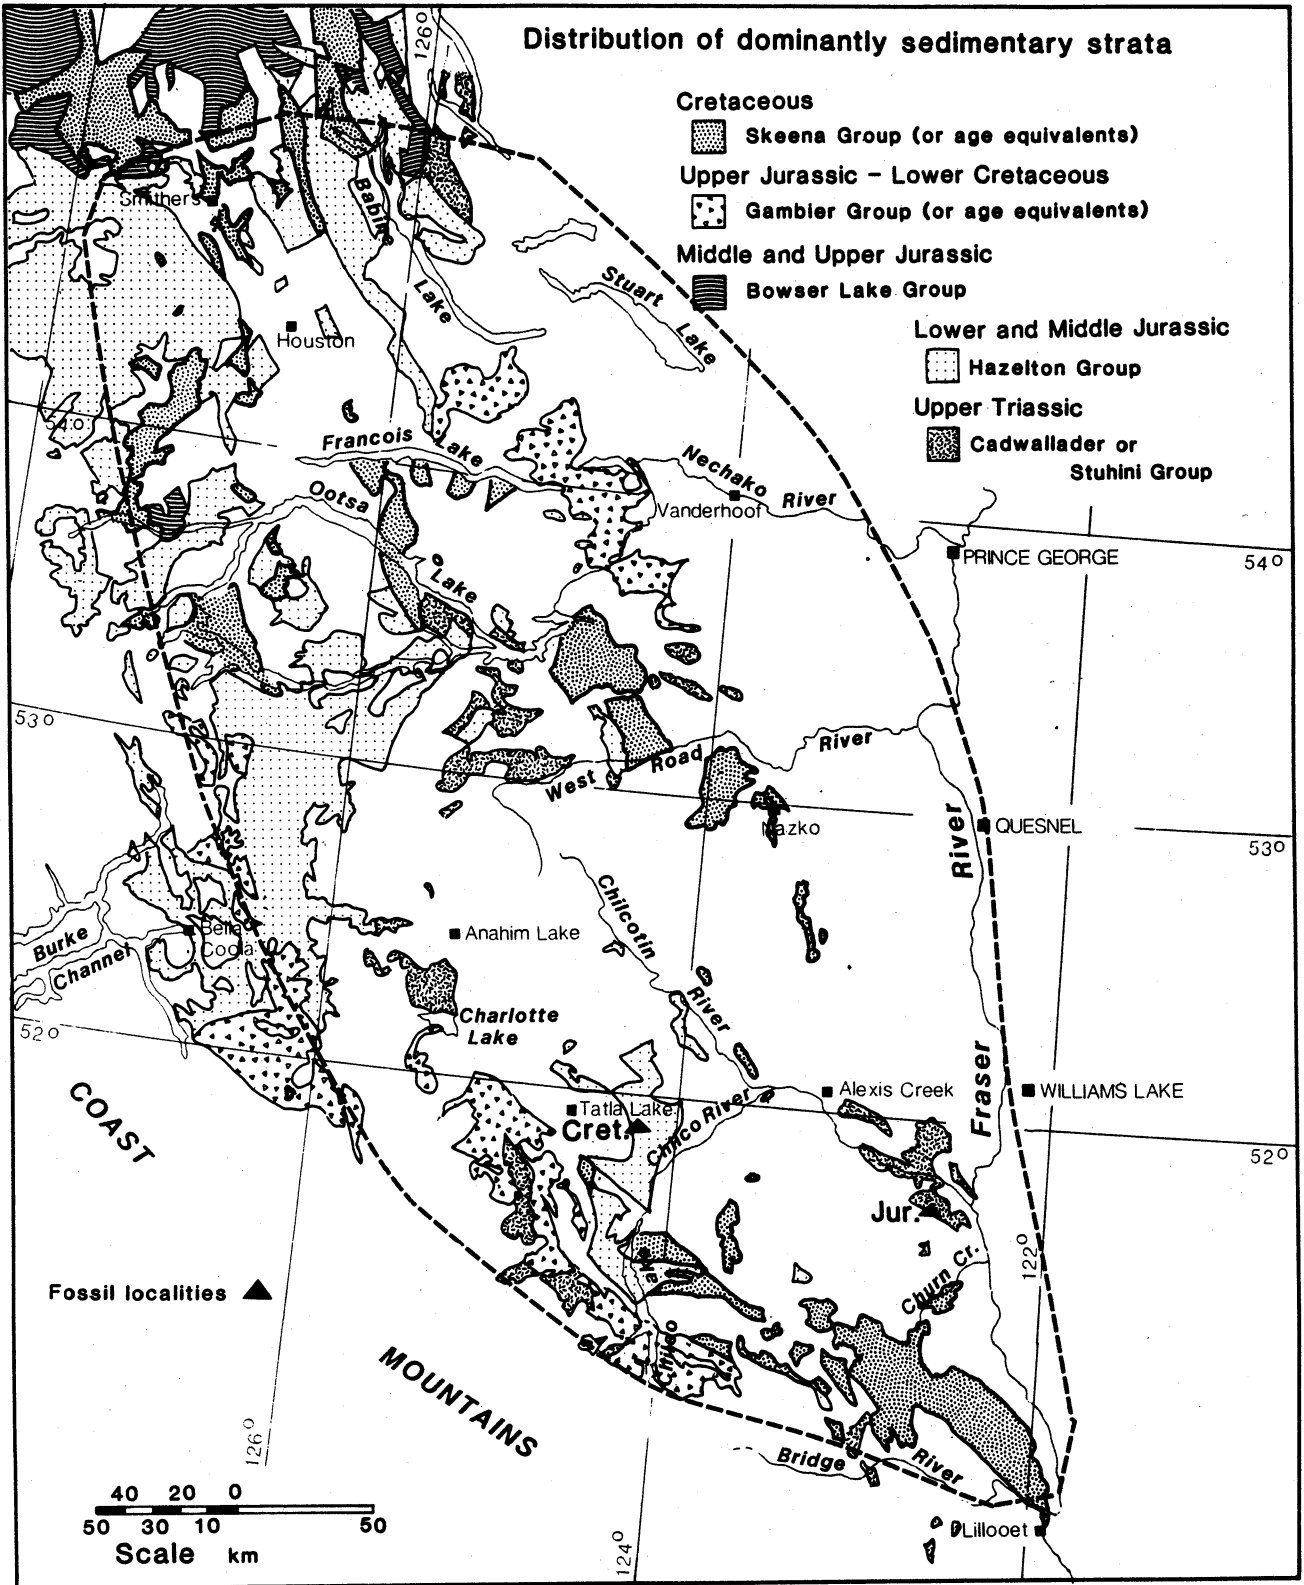 Distribution of dominantly sedimentary strata
Cretaceous
Skeena Group (or age equivalents)
Upper Jurassic – Lower Cretaceous
Gambier Group (or age equivalents)
Middle and Upper Jurassic
Bowser Lake Group
Lower and Middle Jurassic
Hazelton Group
Upper Triassic
Cadwallader or
Stuhini Group
126°
Smithers
Babine
Lake
Stuart
Lake
Houston
54°
Francois
Lake
Nechako
River
Vanderhoof
Ootsa
Lake
PRINCE GEORGE
54°
53°
West
Road
River
Nazko
River
QUESNEL
53°
Burke
Channel
Bella
Coola
Anahim Lake
Chilcotin
River
52°
Charlotte
Lake
Tatla Lake
Cret.
Chilco River
Alexis Creek
Fraser
WILLIAMS LAKE
52°
COAST
MOUNTAINS
Jur.
Churn Cr.
122°
Fossil localities
Lake
Chilco
126°
124°
Bridge
River
Lillooet
40 20 0
50 30 10 50
Scale km